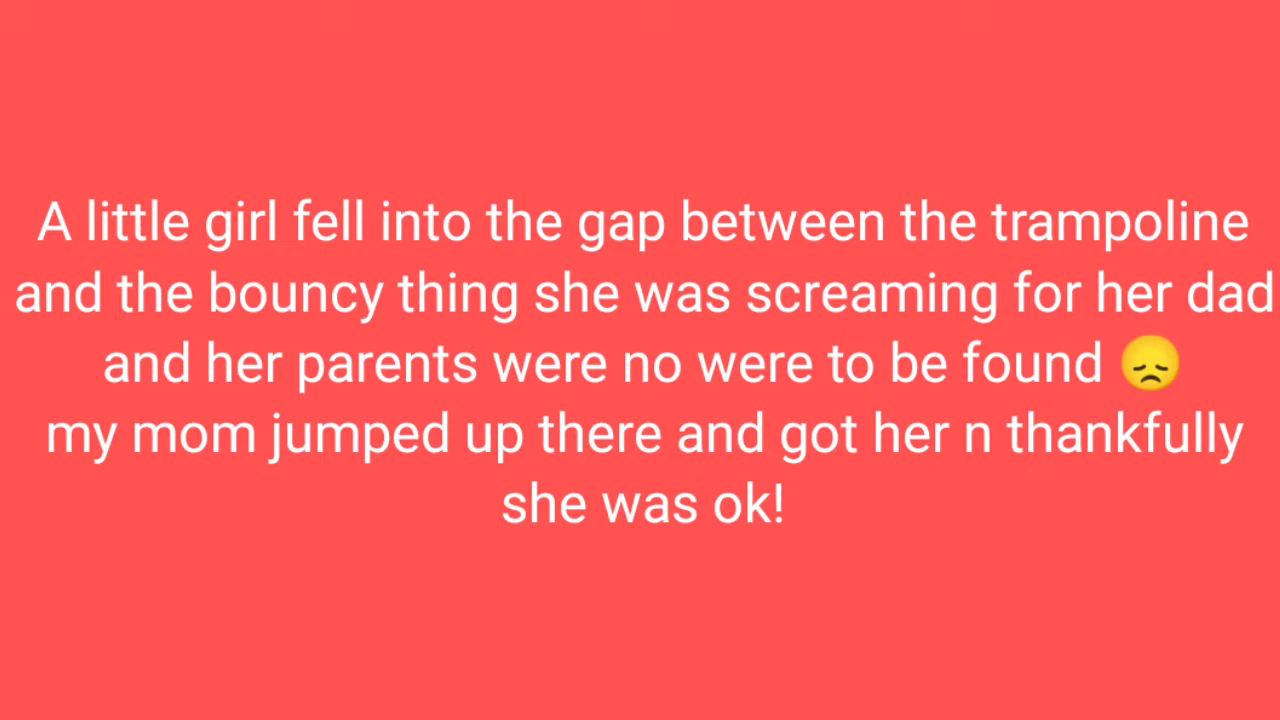 A little girl fell into the gap between the trampoline
and the bouncy thing she was screaming for her dad
and her parents were no were to be found 😞
my mom jumped up there and got her n thankfully
she was ok!